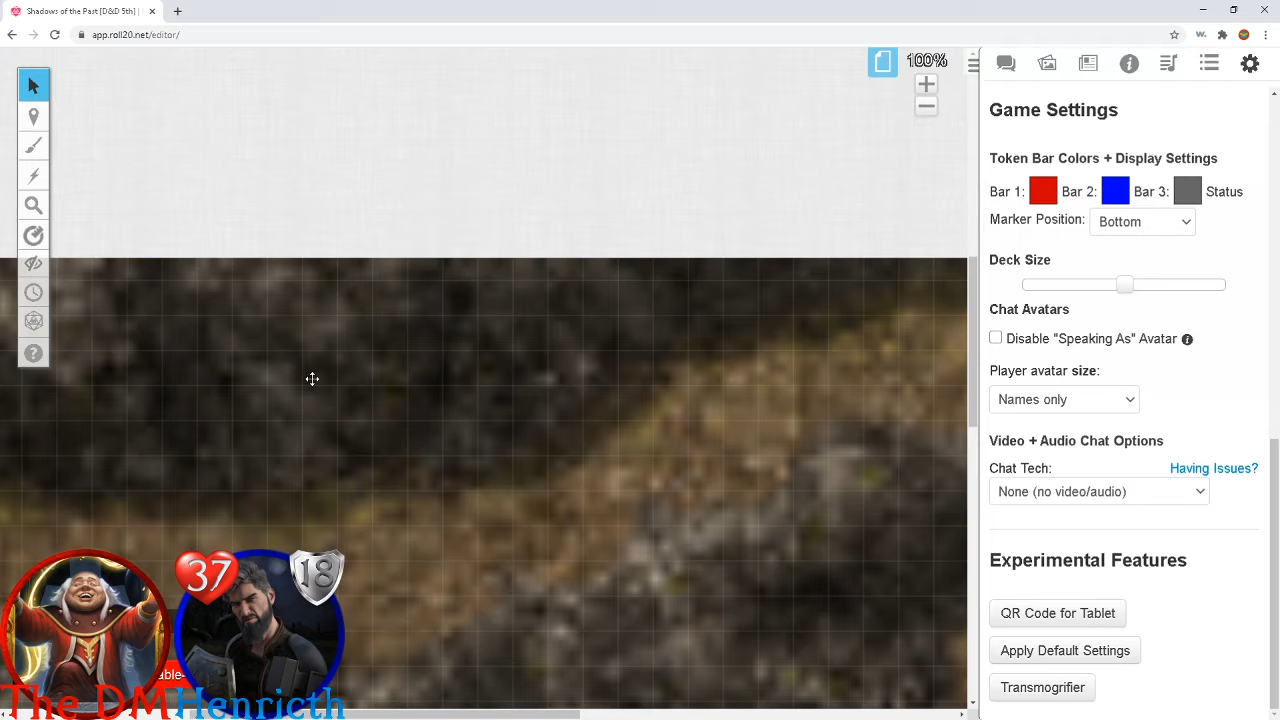 Shadows of the Past [D&D 5th] |
app.roll20.net/editor/
100%
Game Settings
Token Bar Colors + Display Settings
Bar 1: Bar 2: Bar 3: Status
Marker Position: Bottom
Deck Size
Chat Avatars
Disable "Speaking As" Avatar
Player avatar size:
Names only
Video + Audio Chat Options
Chat Tech: Having Issues?
None (no video/audio)
Experimental Features
QR Code for Tablet
Apply Default Settings
Transmogrifier
37
18
The DM
Henricth